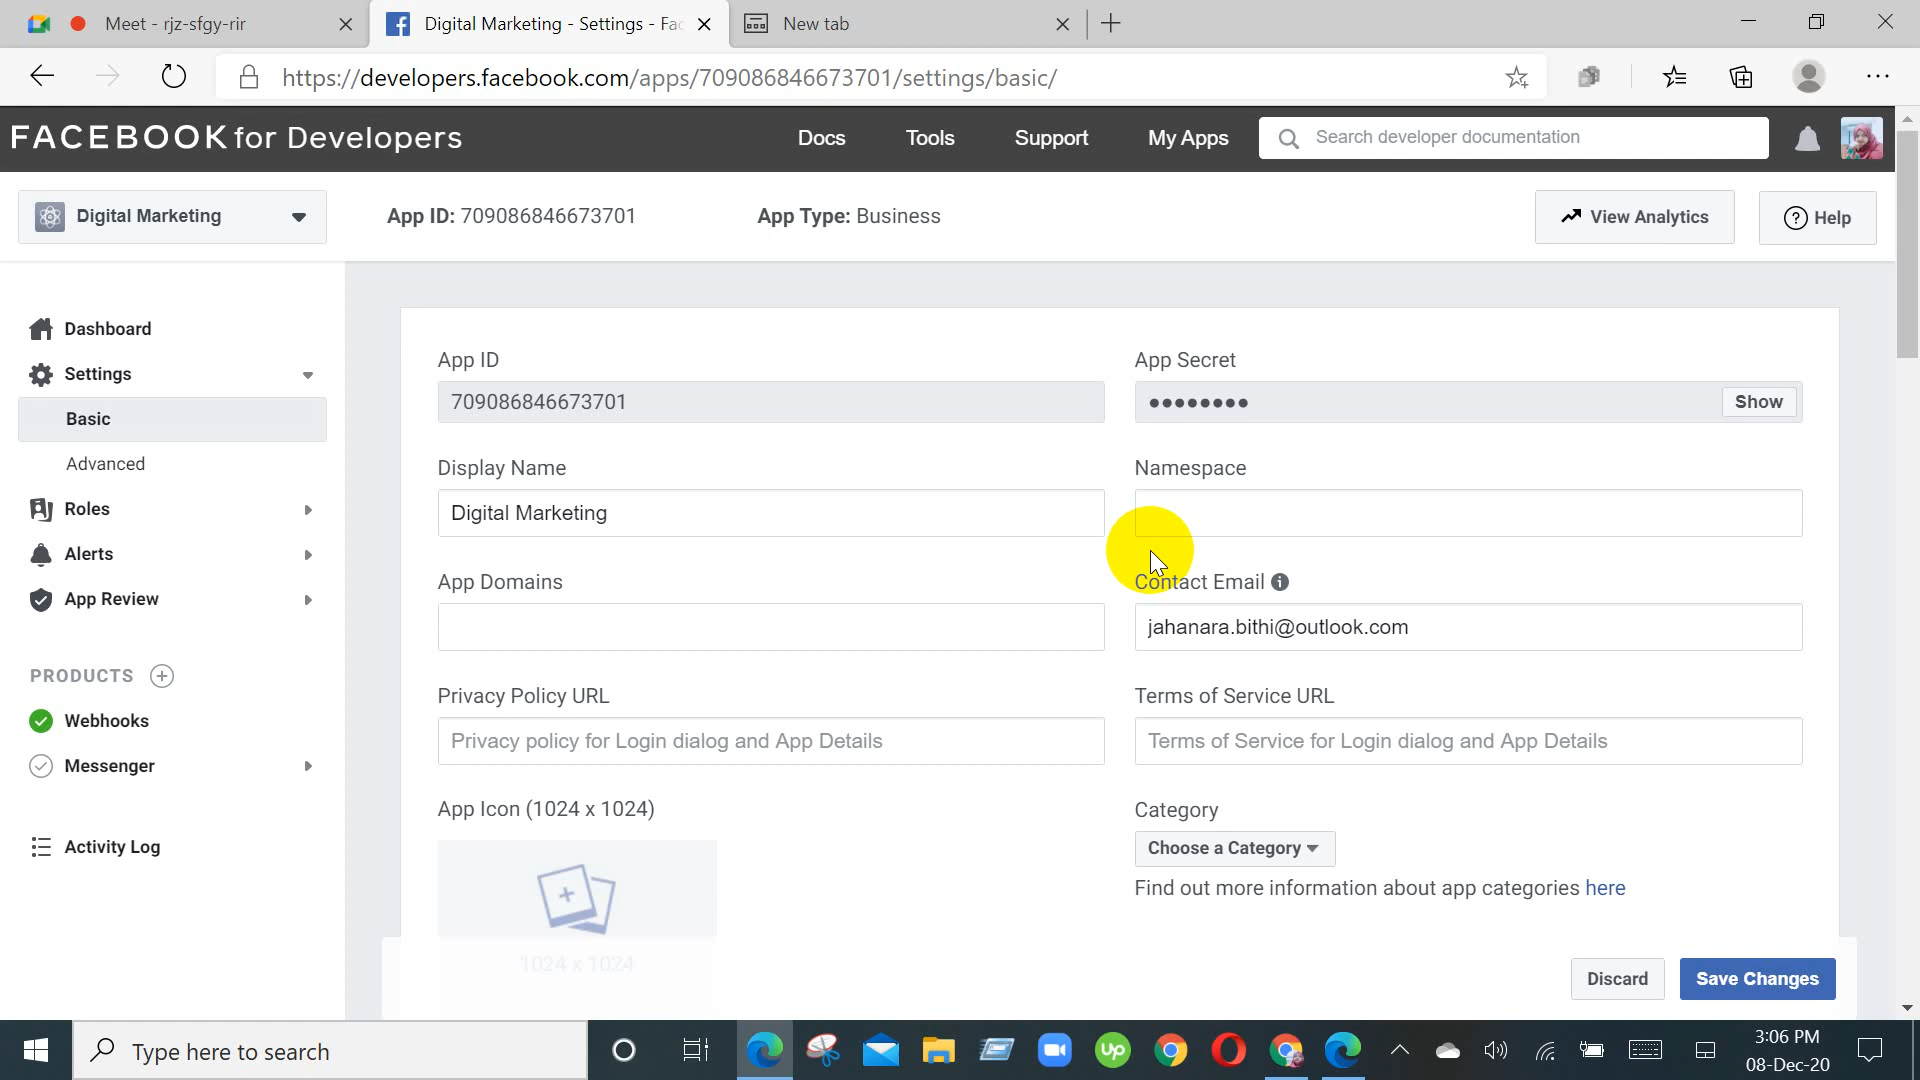 Meet - rjz-sfgy-rir
Digital Marketing - Settings - Fac
New tab
https://developers.facebook.com/apps/709086846673701/settings/basic/
FACEBOOK for Developers
Docs
Tools
Support
My Apps
Search developer documentation
Digital Marketing
App ID: 709086846673701
App Type: Business
View Analytics
Help
Dashboard
Settings
Basic
Advanced
Roles
Alerts
App Review
PRODUCTS
Webhooks
Messenger
Activity Log
App ID
709086846673701
App Secret
••••••••
Show
Display Name
Digital Marketing
Namespace
App Domains
Contact Email
jahanara.bithi@outlook.com
Privacy Policy URL
Privacy policy for Login dialog and App Details
Terms of Service URL
Terms of Service for Login dialog and App Details
App Icon (1024 x 1024)
1024 x 1024
Category
Choose a Category
Find out more information about app categories here
Discard
Save Changes
Type here to search
Up
3:06 PM
08-Dec-20